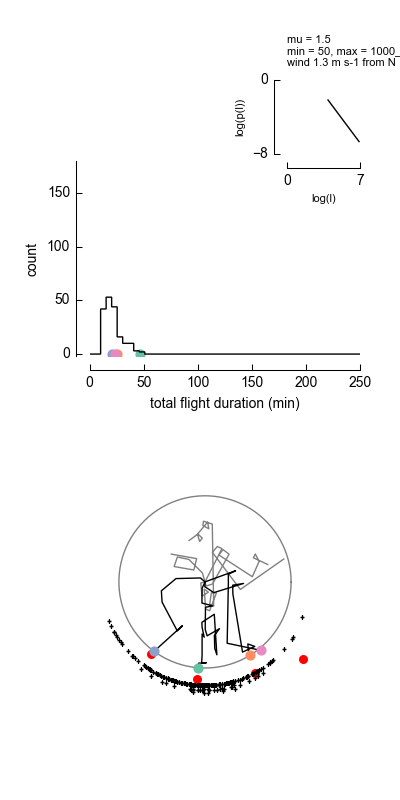 mu = 1.5
min = 50, max = 1000_
wind 1.3 m s-1 from N
0
log(p(l))
−8
0
7
log(l)
150
100
50
0
count
0
50
100
150
200
250
total flight duration (min)